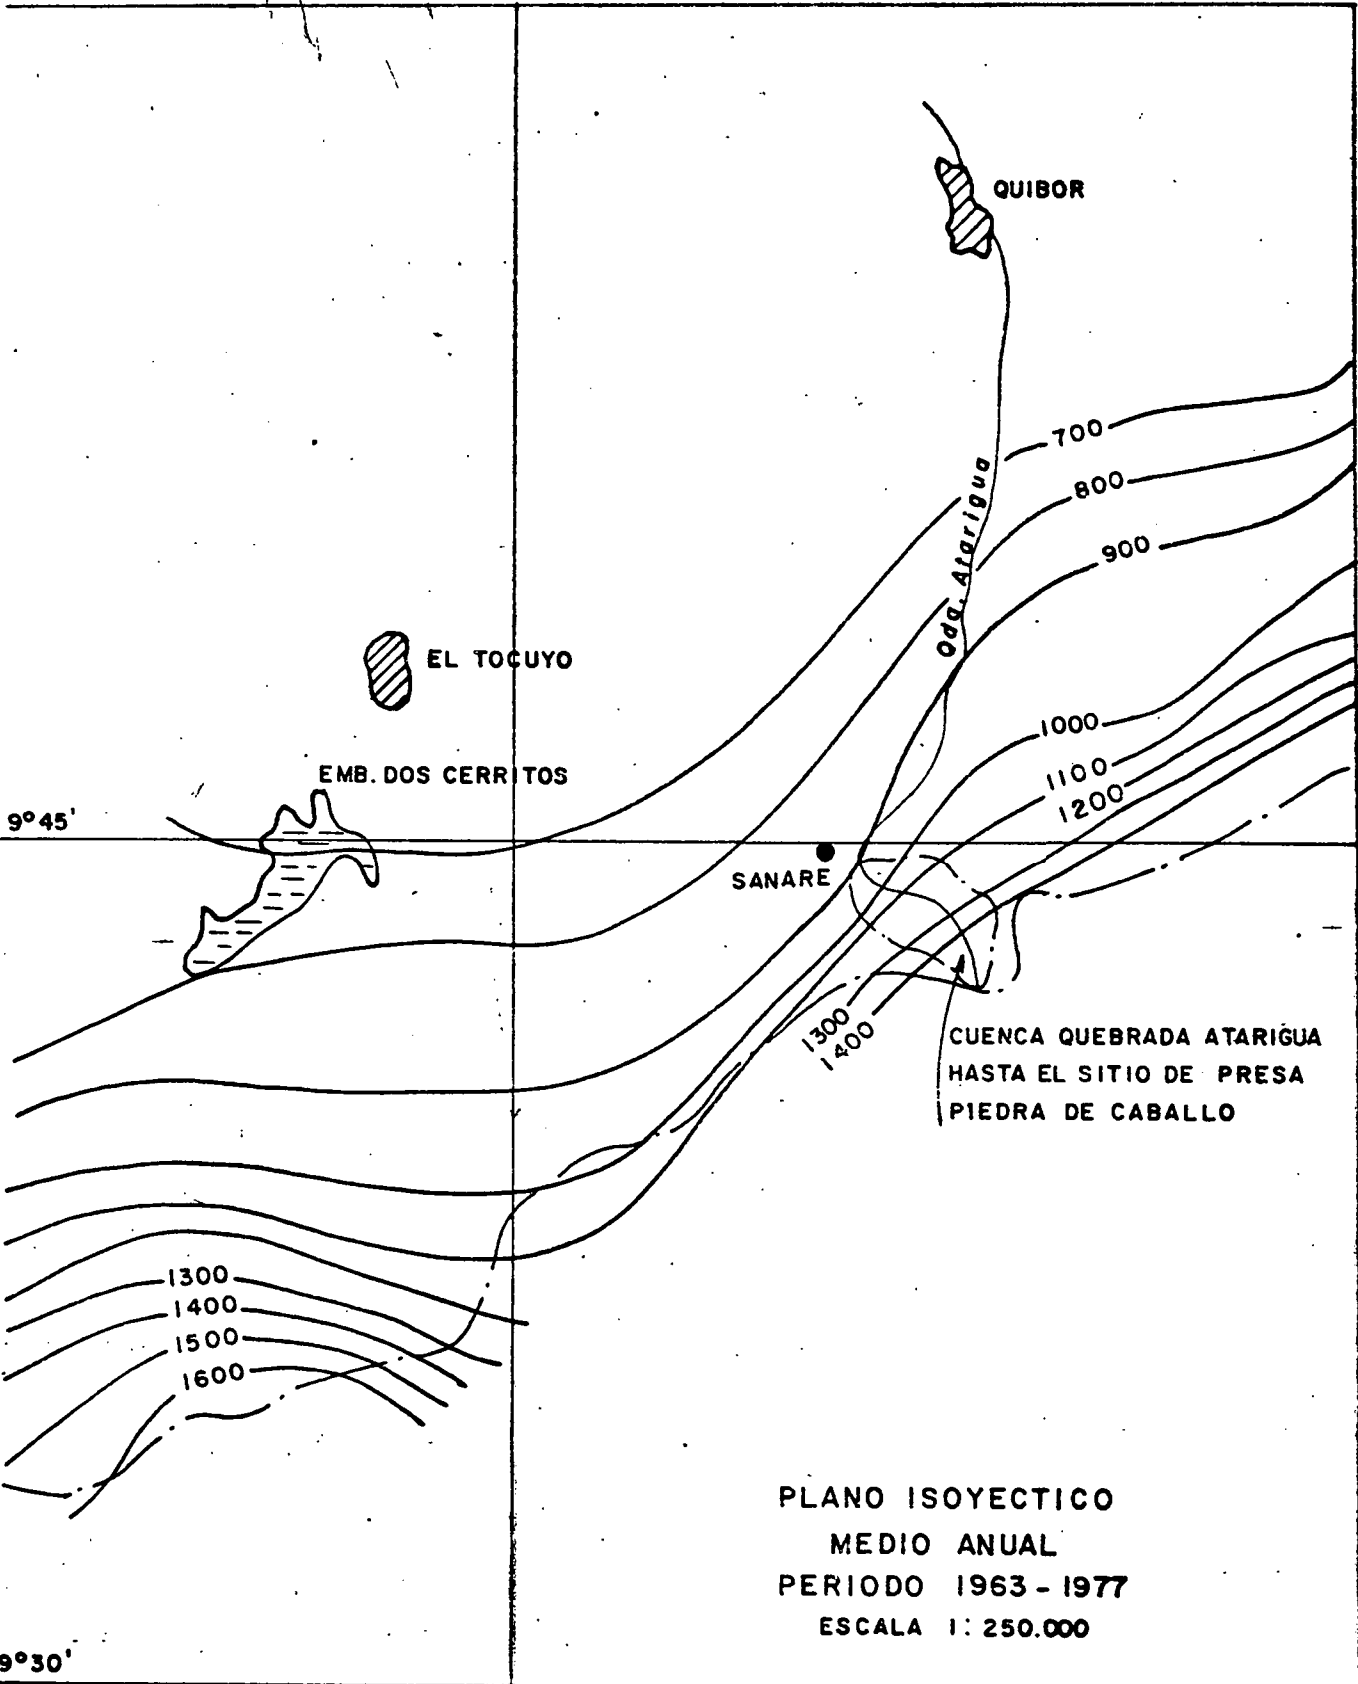 QUIBOR
700
800
900
Qda. Atarigua
EL TOCUYO
1000
EMB. DOS CERRITOS
1100
1200
9°45'
SANARE
1300
1400
CUENCA QUEBRADA ATARIGUA
HASTA EL SITIO DE PRESA
PIEDRA DE CABALLO
1300
1400
1500
1600
PLANO ISOYECTICO
MEDIO ANUAL
PERIODO 1963 - 1977
ESCALA 1: 250.000
9°30'